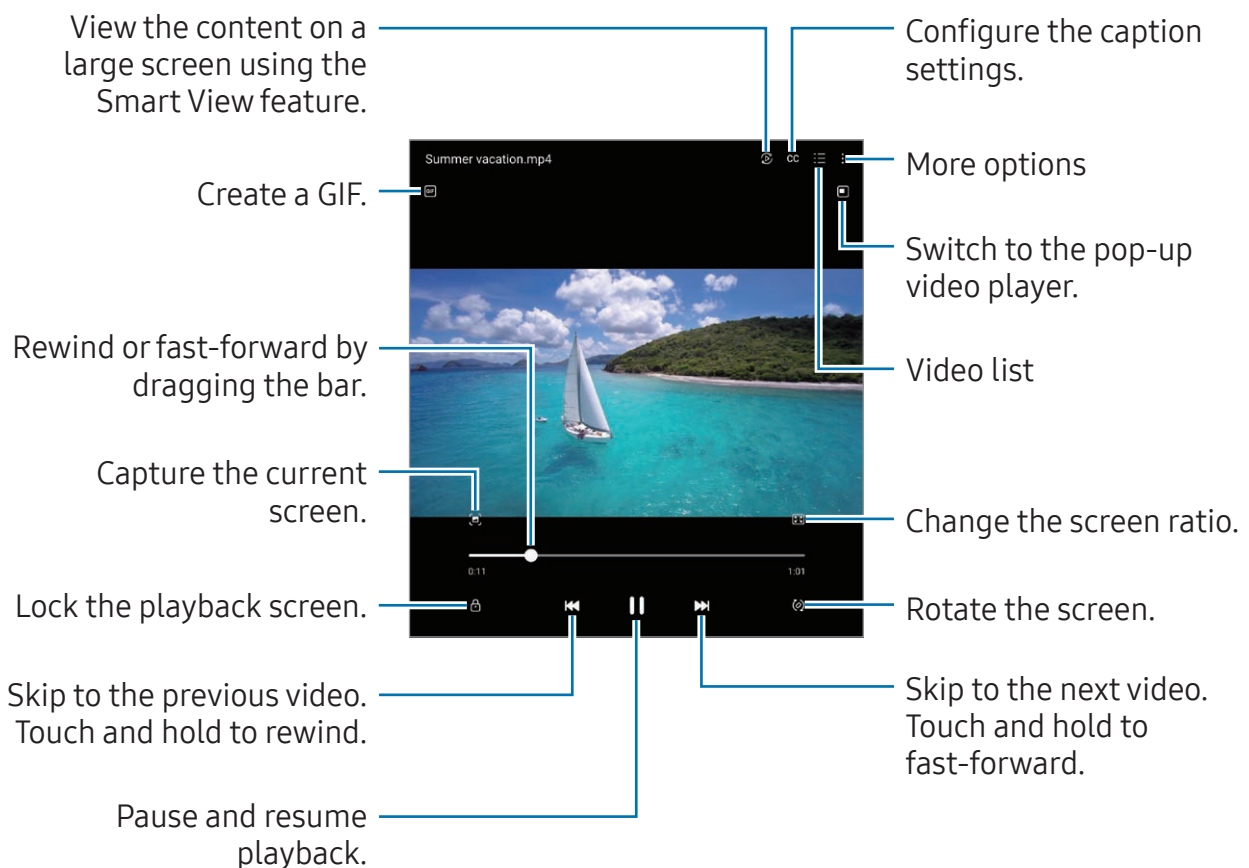 View the content on a
large screen using the
Smart View feature.
Configure the caption
settings.
Summer vacation.mp4
CC
More options
GIF
Create a GIF.
Switch to the pop-up
video player.
Rewind or fast-forward by
dragging the bar.
Video list
Capture the current
screen.
Change the screen ratio.
0:11
1:01
Lock the playback screen.
Rotate the screen.
Skip to the previous video.
Touch and hold to rewind.
Skip to the next video.
Touch and hold to
fast-forward.
Pause and resume
playback.